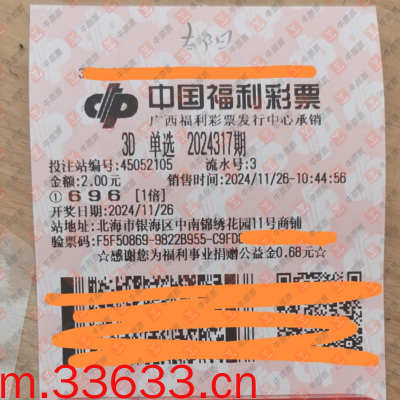 中国福利彩票
广西福利彩票发行中心承销
3D 单选 2024317期
投注站编号:45052105 流水号:3
金额:2.00元 销售时间:2024/11/26-10:44:56
① 696 [1倍]
开奖日期:2024/11/26
站地址:北海市银海区中南锦绣花园11号商铺
验票码:F5F50869-9822B955-C9FD
☆感谢您为福利事业捐赠公益金0.68元☆
m.33633.cn